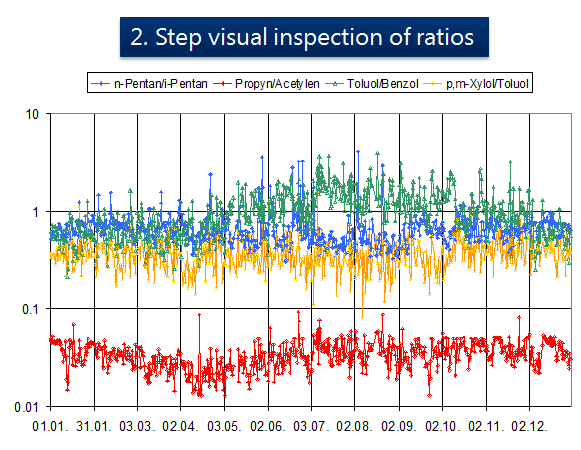 2. Step visual inspection of ratios
n-Pentan/i-Pentan Propyn/Acetylen Toluol/Benzol p,m-Xylol/Toluol
10
1
0.1
0.01
01.01. 31.01. 03.03. 02.04. 03.05. 02.06. 03.07. 02.08. 02.09. 02.10. 02.11. 02.12.